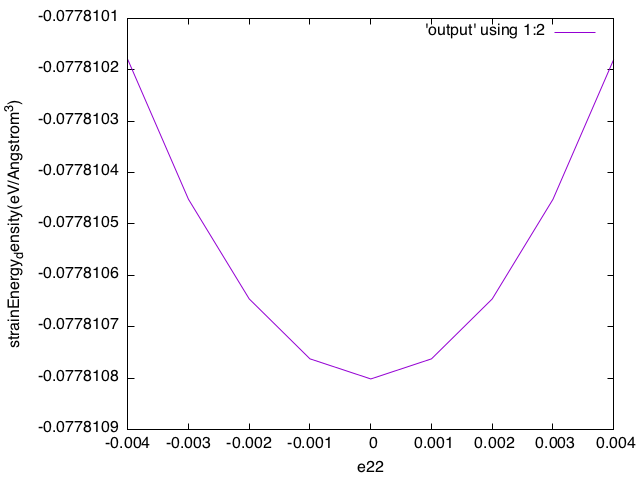 -0.0778101
'output' using 1:2
-0.0778102
-0.0778103
-0.0778104
-0.0778105
-0.0778106
-0.0778107
-0.0778108
-0.0778109
strainEnergy_density(eV/Angstrom^3)
-0.004 -0.003 -0.002 -0.001 0 0.001 0.002 0.003 0.004
e22